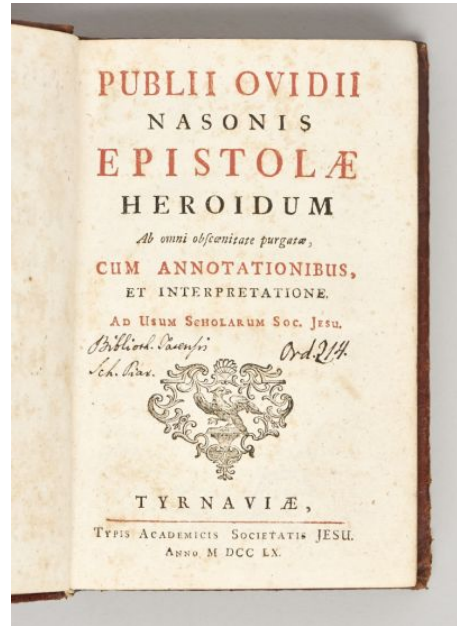 PUBLII OVIDII
NASONIS
EPISTOLÆ
HEROIDUM
Ab omni obscœnitate purgatæ,
CUM ANNOTATIONIBUS,
ET INTERPRETATIONE.
AD USUM SCHOLARUM SOC. JESU.
Biblioth. Ord. 214.
Sch. Piar.
TYRNAVIÆ,
TYPIS ACADEMICIS SOCIETATIS JESU.
ANNO M DCC LX.